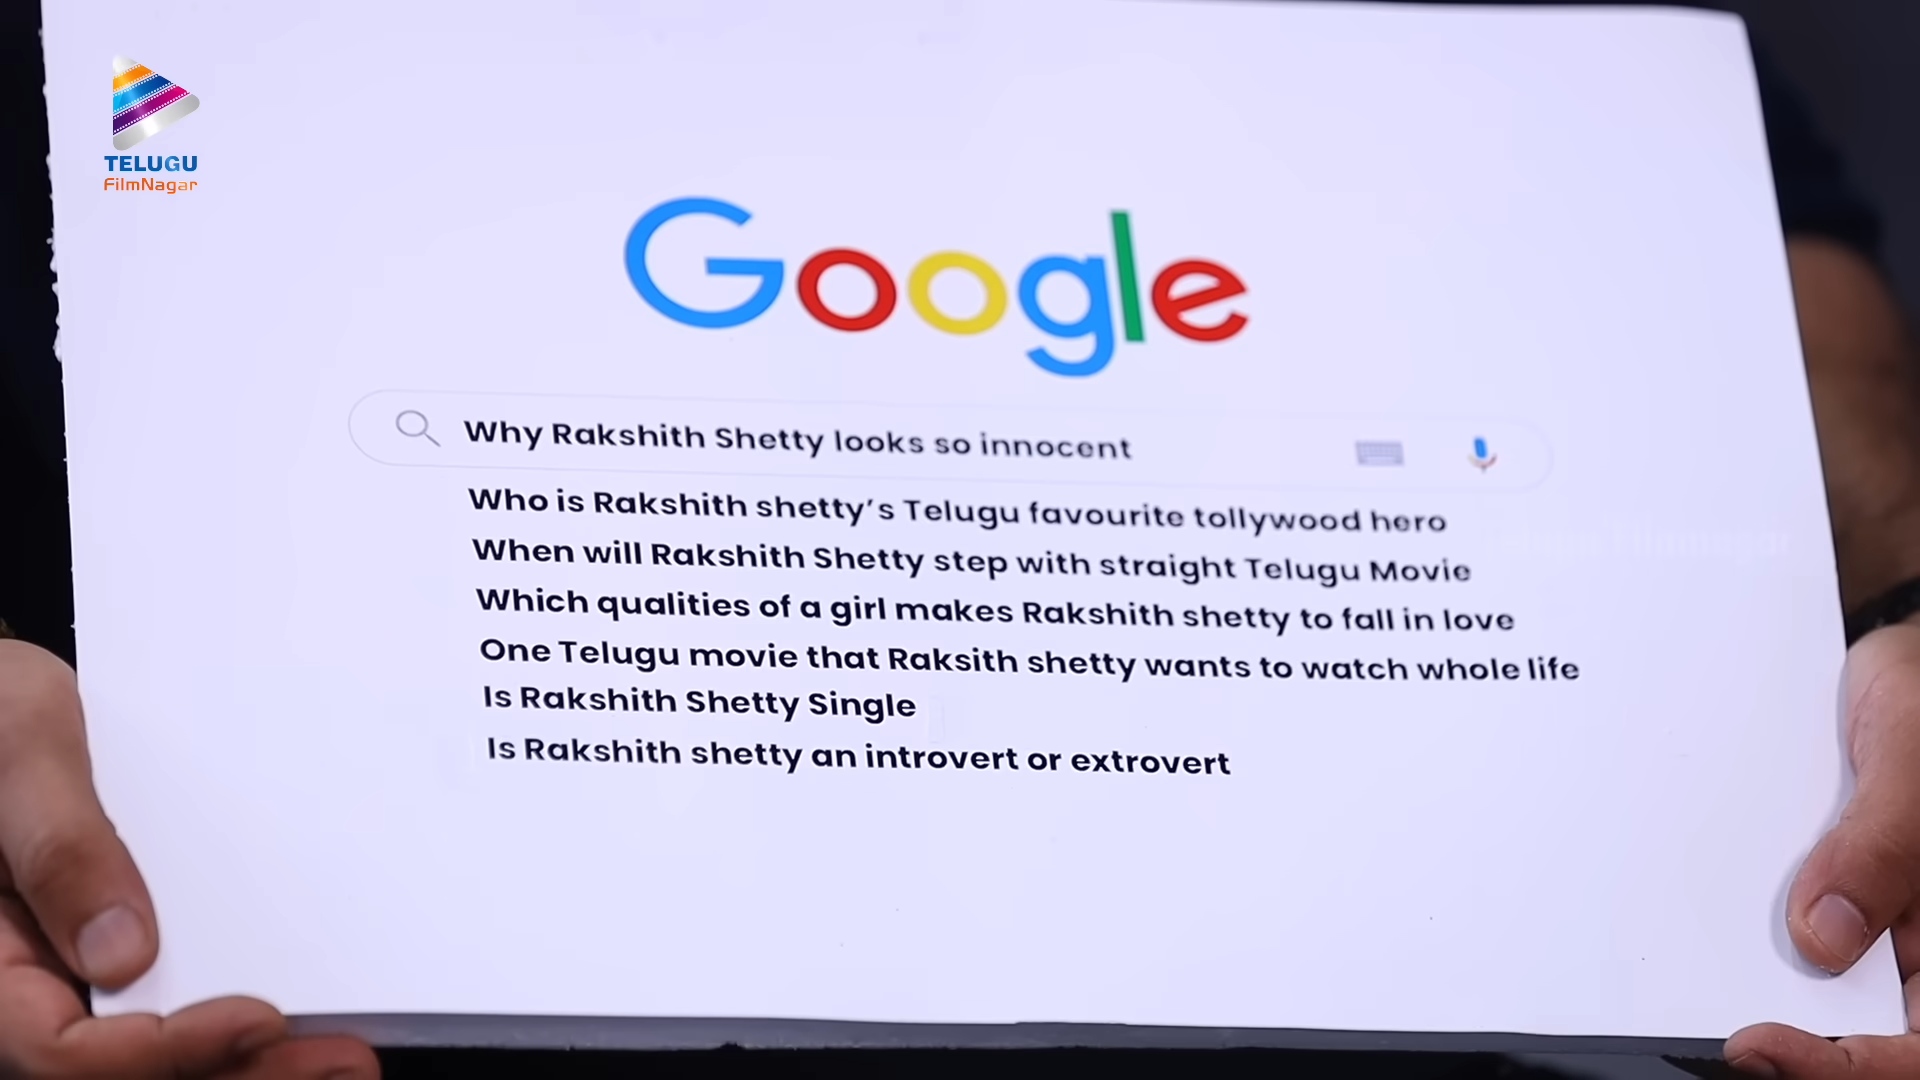 TELUGU
FilmNagar
Google
Why Rakshith Shetty looks so innocent
Who is Rakshith shetty's Telugu favourite tollywood hero
When will Rakshith Shetty step with straight Telugu Movie
Which qualities of a girl makes Rakshith shetty to fall in love
One Telugu movie that Raksith shetty wants to watch whole life
Is Rakshith Shetty Single
Is Rakshith shetty an introvert or extrovert
Telugu Filmnagar